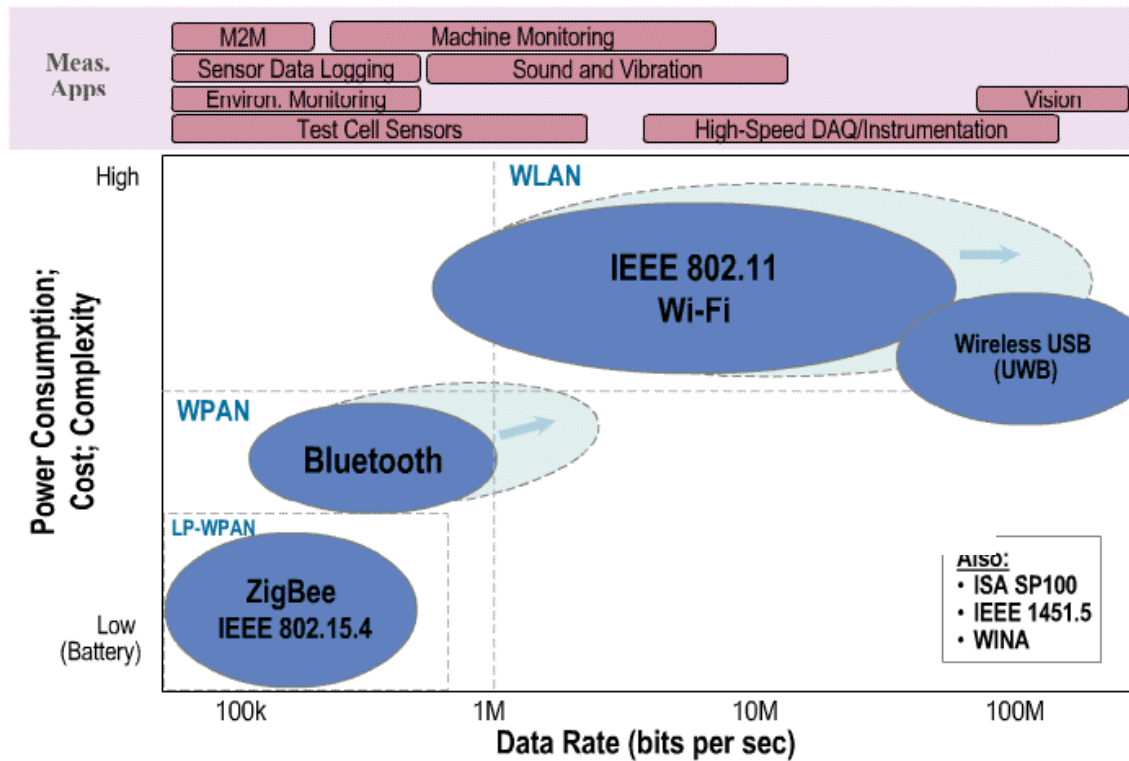 Meas.
Apps
M2M
Machine Monitoring
Sensor Data Logging
Sound and Vibration
Environ. Monitoring
Vision
Test Cell Sensors
High-Speed DAQ/Instrumentation
High
Low
(Battery)
Power Consumption;
Cost; Complexity
WLAN
IEEE 802.11
Wi-Fi
Wireless USB
(UWB)
WPAN
Bluetooth
LP-WPAN
ZigBee
IEEE 802.15.4
Also:
• ISA SP100
• IEEE 1451.5
• WINA
100k
1M
10M
100M
Data Rate (bits per sec)